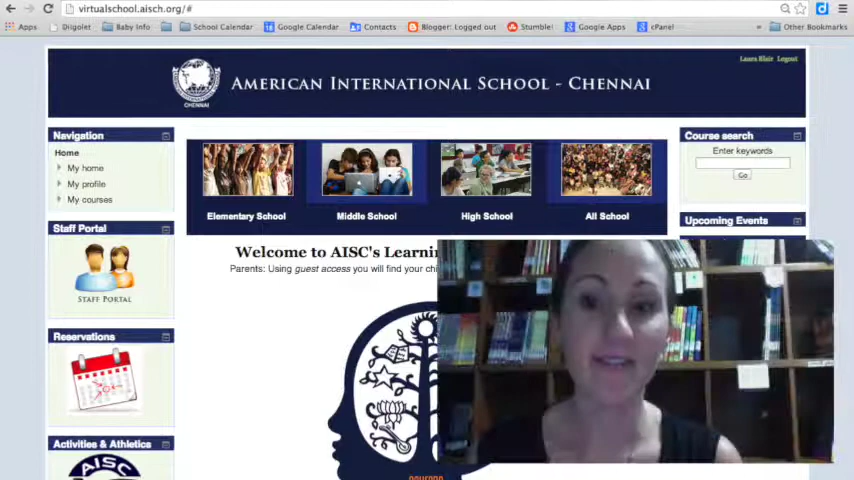 virtualschool.aisch.org/#
Apps Diigolet Baby Info School Calendar Google Calendar Contacts Blogger: Logged out Stumble! Google Apps cPanel » Other Bookmarks
Laura Blair Logout
AMERICAN INTERNATIONAL SCHOOL - CHENNAI
CHENNAI
Navigation
Home
My home
My profile
My courses
Staff Portal
STAFF PORTAL
Reservations
Activities & Athletics
AISC
Elementary School Middle School High School All School
Welcome to AISC's Learnin
Parents: Using guest access you will find your chi
Course search
Enter keywords
Go
Upcoming Events